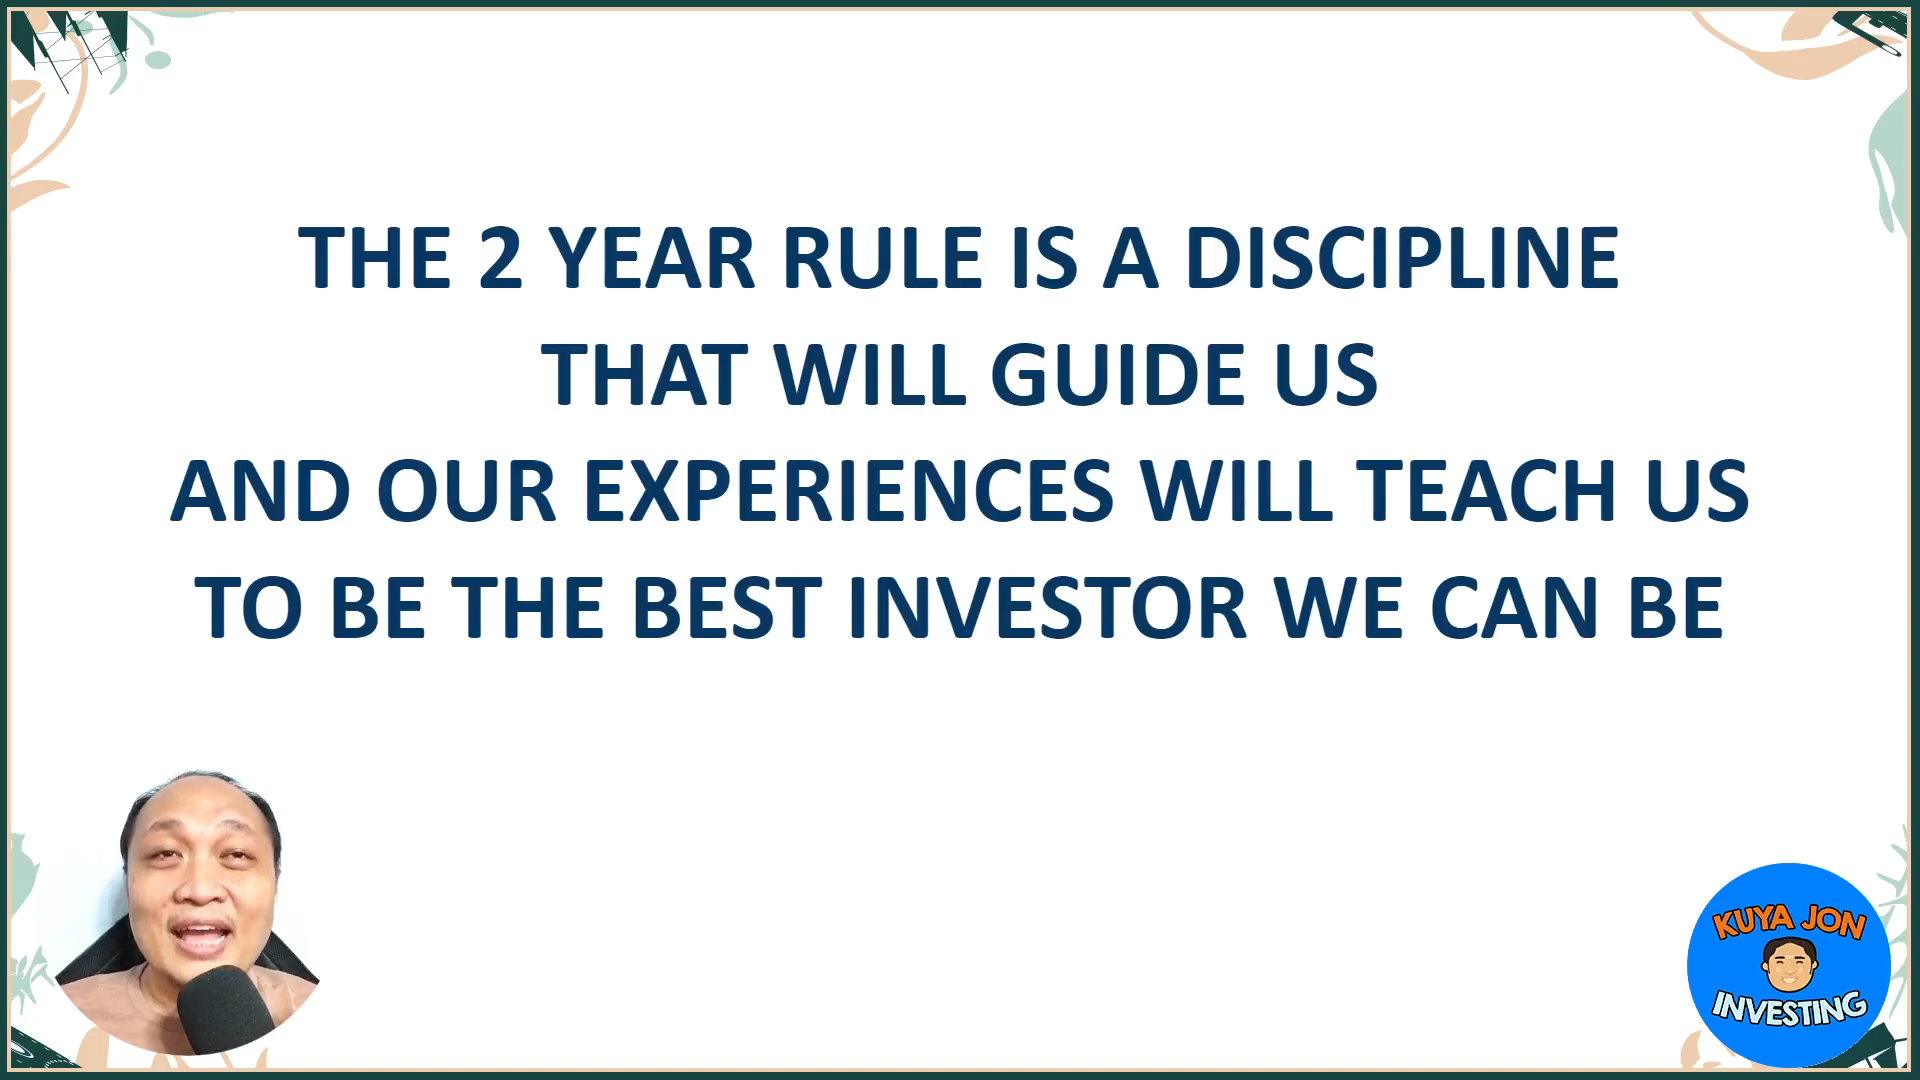 THE 2 YEAR RULE IS A DISCIPLINE
THAT WILL GUIDE US
AND OUR EXPERIENCES WILL TEACH US
TO BE THE BEST INVESTOR WE CAN BE
KUYA JON
INVESTING